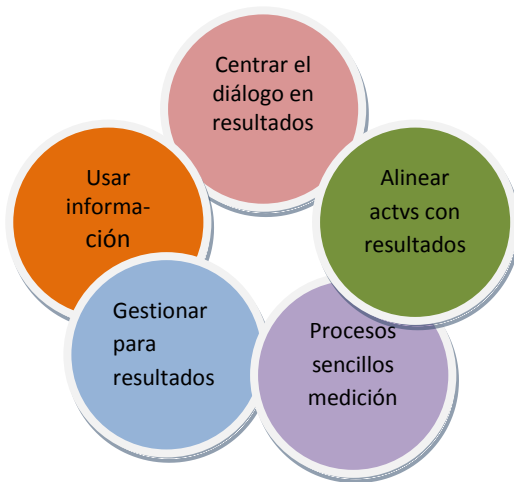 Centrar el
diálogo en
resultados
Alinear
actvs con
resultados
Procesos
sencillos
medición
Gestionar
para
resultados
Usar
informa-
ción